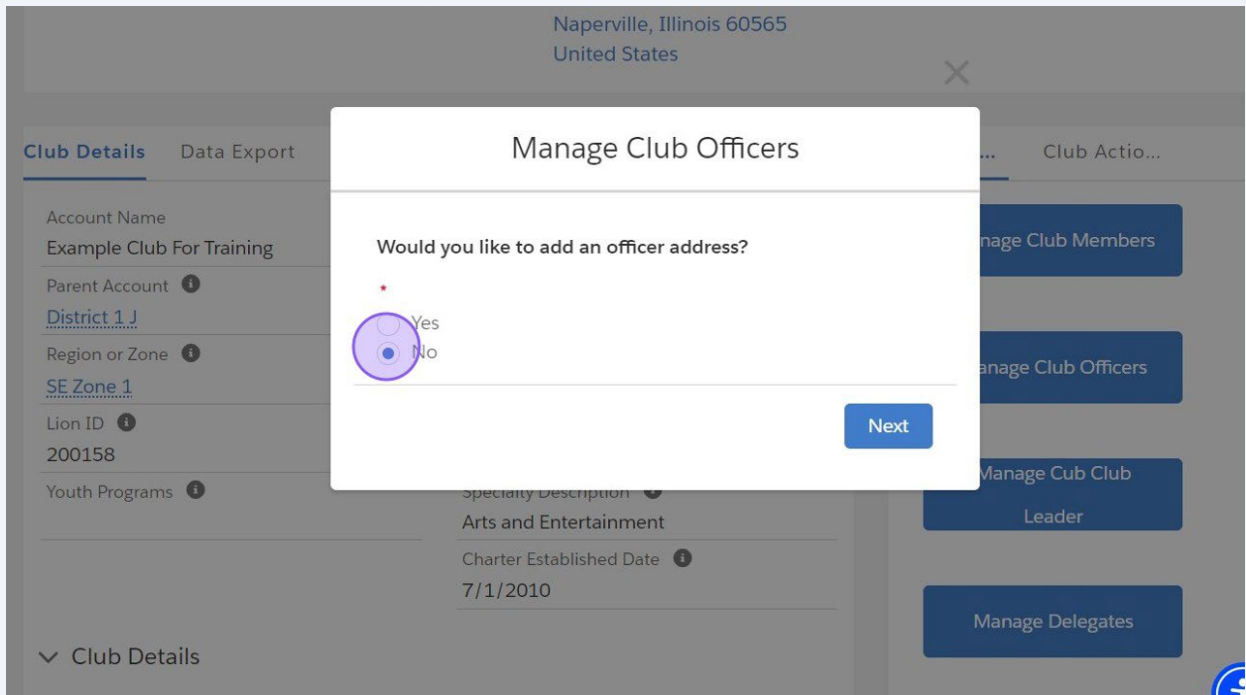 Naperville, Illinois 60565
United States
Manage Club Officers
Would you like to add an officer address?
*
Yes
No
Next
Club Details
Data Export
Account Name
Example Club For Training
Parent Account
District 1 J
Region or Zone
SE Zone 1
Lion ID
200158
Youth Programs
Specialty Description
Arts and Entertainment
Charter Established Date
7/1/2010
Club Details
...
Club Actio...
nage Club Members
anage Club Officers
Manage Cub Club
Leader
Manage Delegates